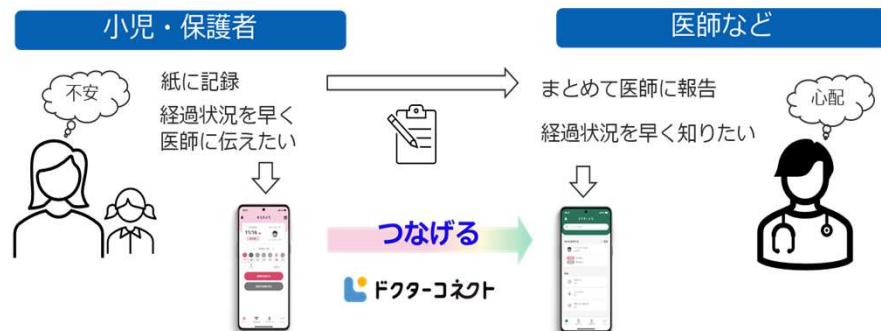 小児・保護者
医師など
不安
紙に記録
経過状況を早く
医師に伝えたい
まとめて医師に報告
経過状況を早く知りたい
心配
つなげる
ドクターコネクト
11/16